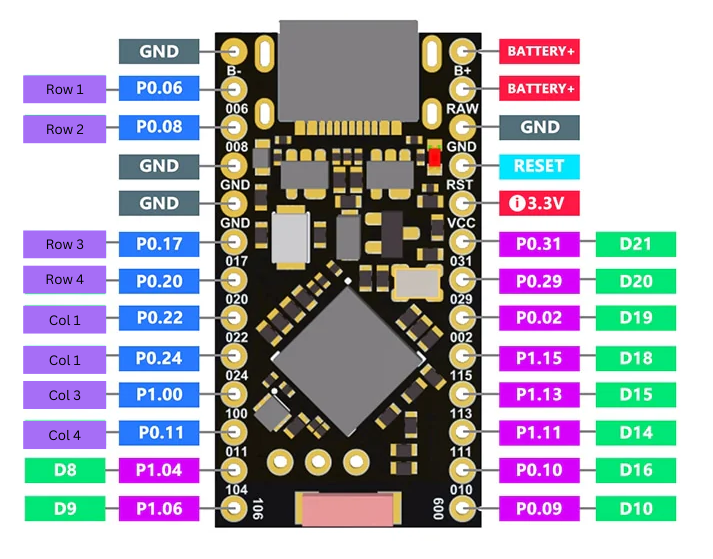 GND B- B+ BATTERY+
Row 1 P0.06 006 RAW BATTERY+
Row 2 P0.08 008 GND GND
GND GND RST RESET
GND GND VCC i 3.3V
Row 3 P0.17 017 031 P0.31 D21
Row 4 P0.20 020 029 P0.29 D20
Col 1 P0.22 022 002 P0.02 D19
Col 1 P0.24 024 115 P1.15 D18
Col 3 P1.00 100 113 P1.13 D15
Col 4 P0.11 011 111 P1.11 D14
D8 P1.04 104 010 P0.10 D16
D9 P1.06 106 600 P0.09 D10